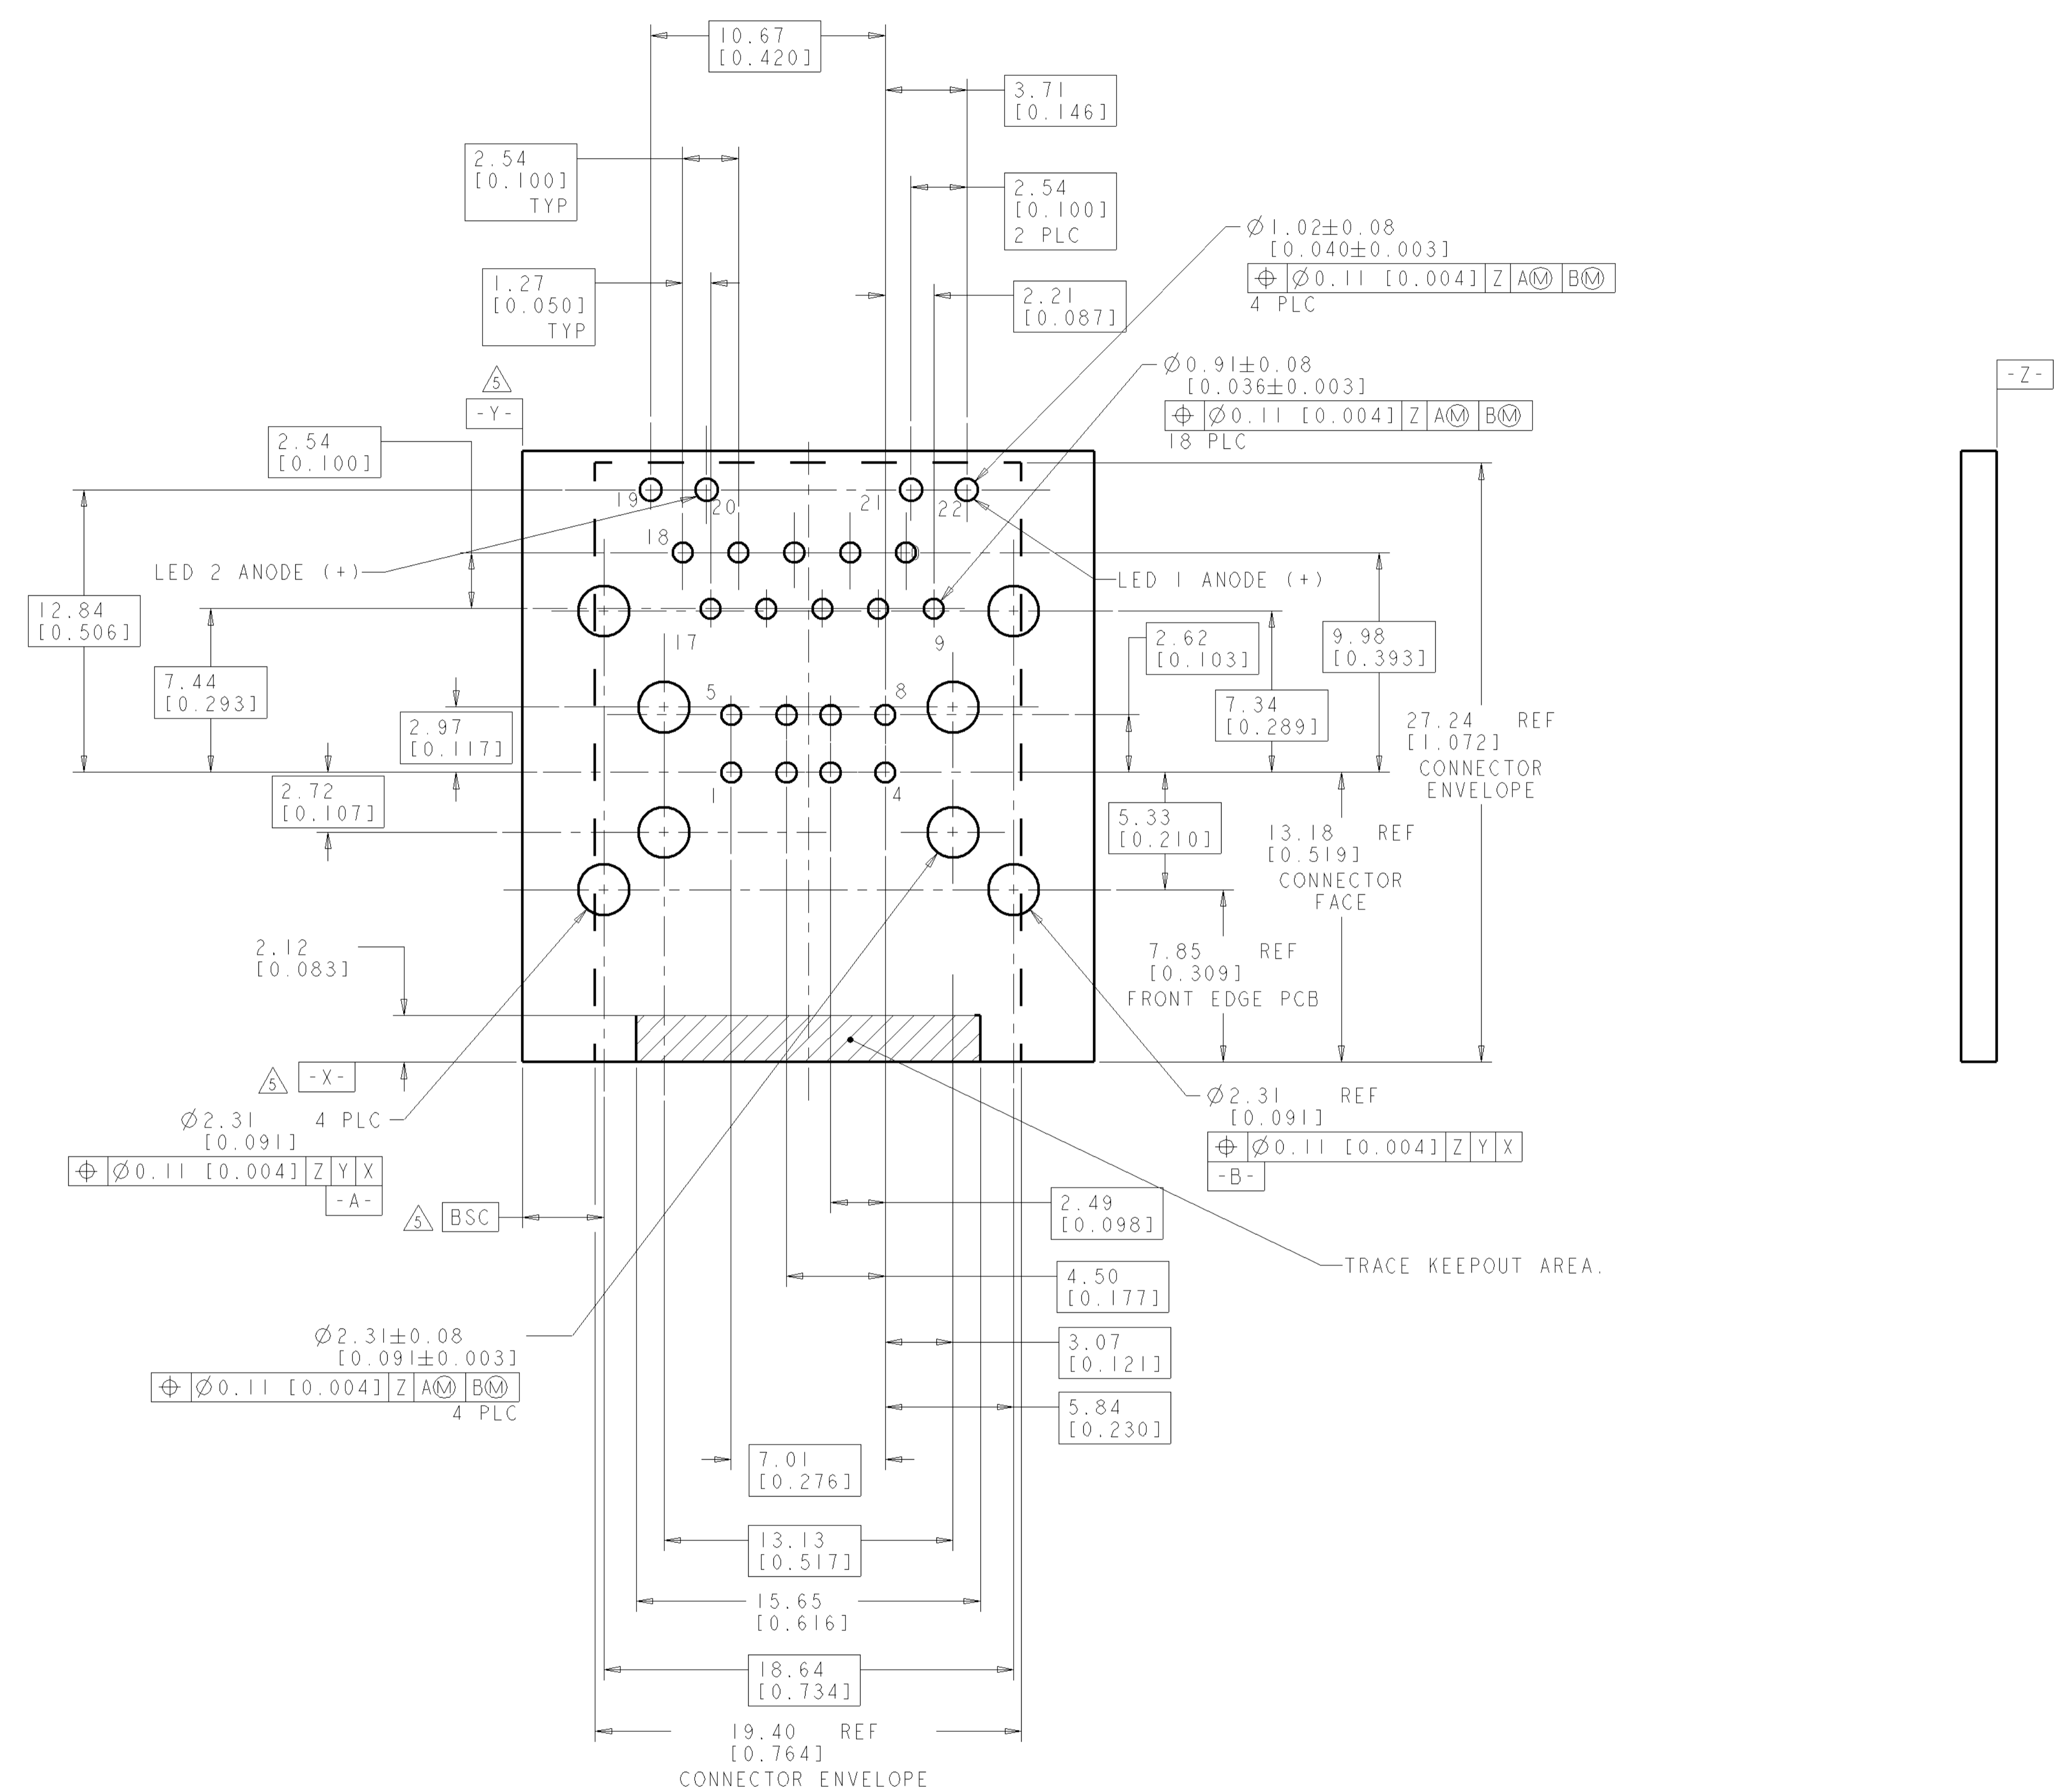 10.67
[0.420]
3.71
[0.146]
2.54
[0.100]
TYP
2.54
[0.100]
2 PLC
Ø1.02±0.08
[0.040±0.003]
⌖ Ø0.11 [0.004] Z AⓂ BⓂ
4 PLC
1.27
[0.050]
TYP
2.21
[0.087]
Ø0.91±0.08
[0.036±0.003]
⌖ Ø0.11 [0.004] Z AⓂ BⓂ
18 PLC
5
-Y-
-Z-
2.54
[0.100]
19
20
21
22
18
LED 2 ANODE (+)
LED 1 ANODE (+)
12.84
[0.506]
17
9
2.62
[0.103]
9.98
[0.393]
7.44
[0.293]
5
8
7.34
[0.289]
2.97
[0.117]
27.24 REF
[1.072]
CONNECTOR
ENVELOPE
2.72
[0.107]
1
4
5.33
[0.210]
13.18 REF
[0.519]
CONNECTOR
FACE
2.12
[0.083]
7.85 REF
[0.309]
FRONT EDGE PCB
5
-X-
Ø2.31 4 PLC
[0.091]
⌖ Ø0.11 [0.004] Z Y X
-A-
Ø2.31 REF
[0.091]
⌖ Ø0.11 [0.004] Z Y X
-B-
5 BSC
2.49
[0.098]
TRACE KEEPOUT AREA.
4.50
[0.177]
Ø2.31±0.08
[0.091±0.003]
⌖ Ø0.11 [0.004] Z AⓂ BⓂ
4 PLC
3.07
[0.121]
5.84
[0.230]
7.01
[0.276]
13.13
[0.517]
15.65
[0.616]
18.64
[0.734]
19.40 REF
[0.764]
CONNECTOR ENVELOPE